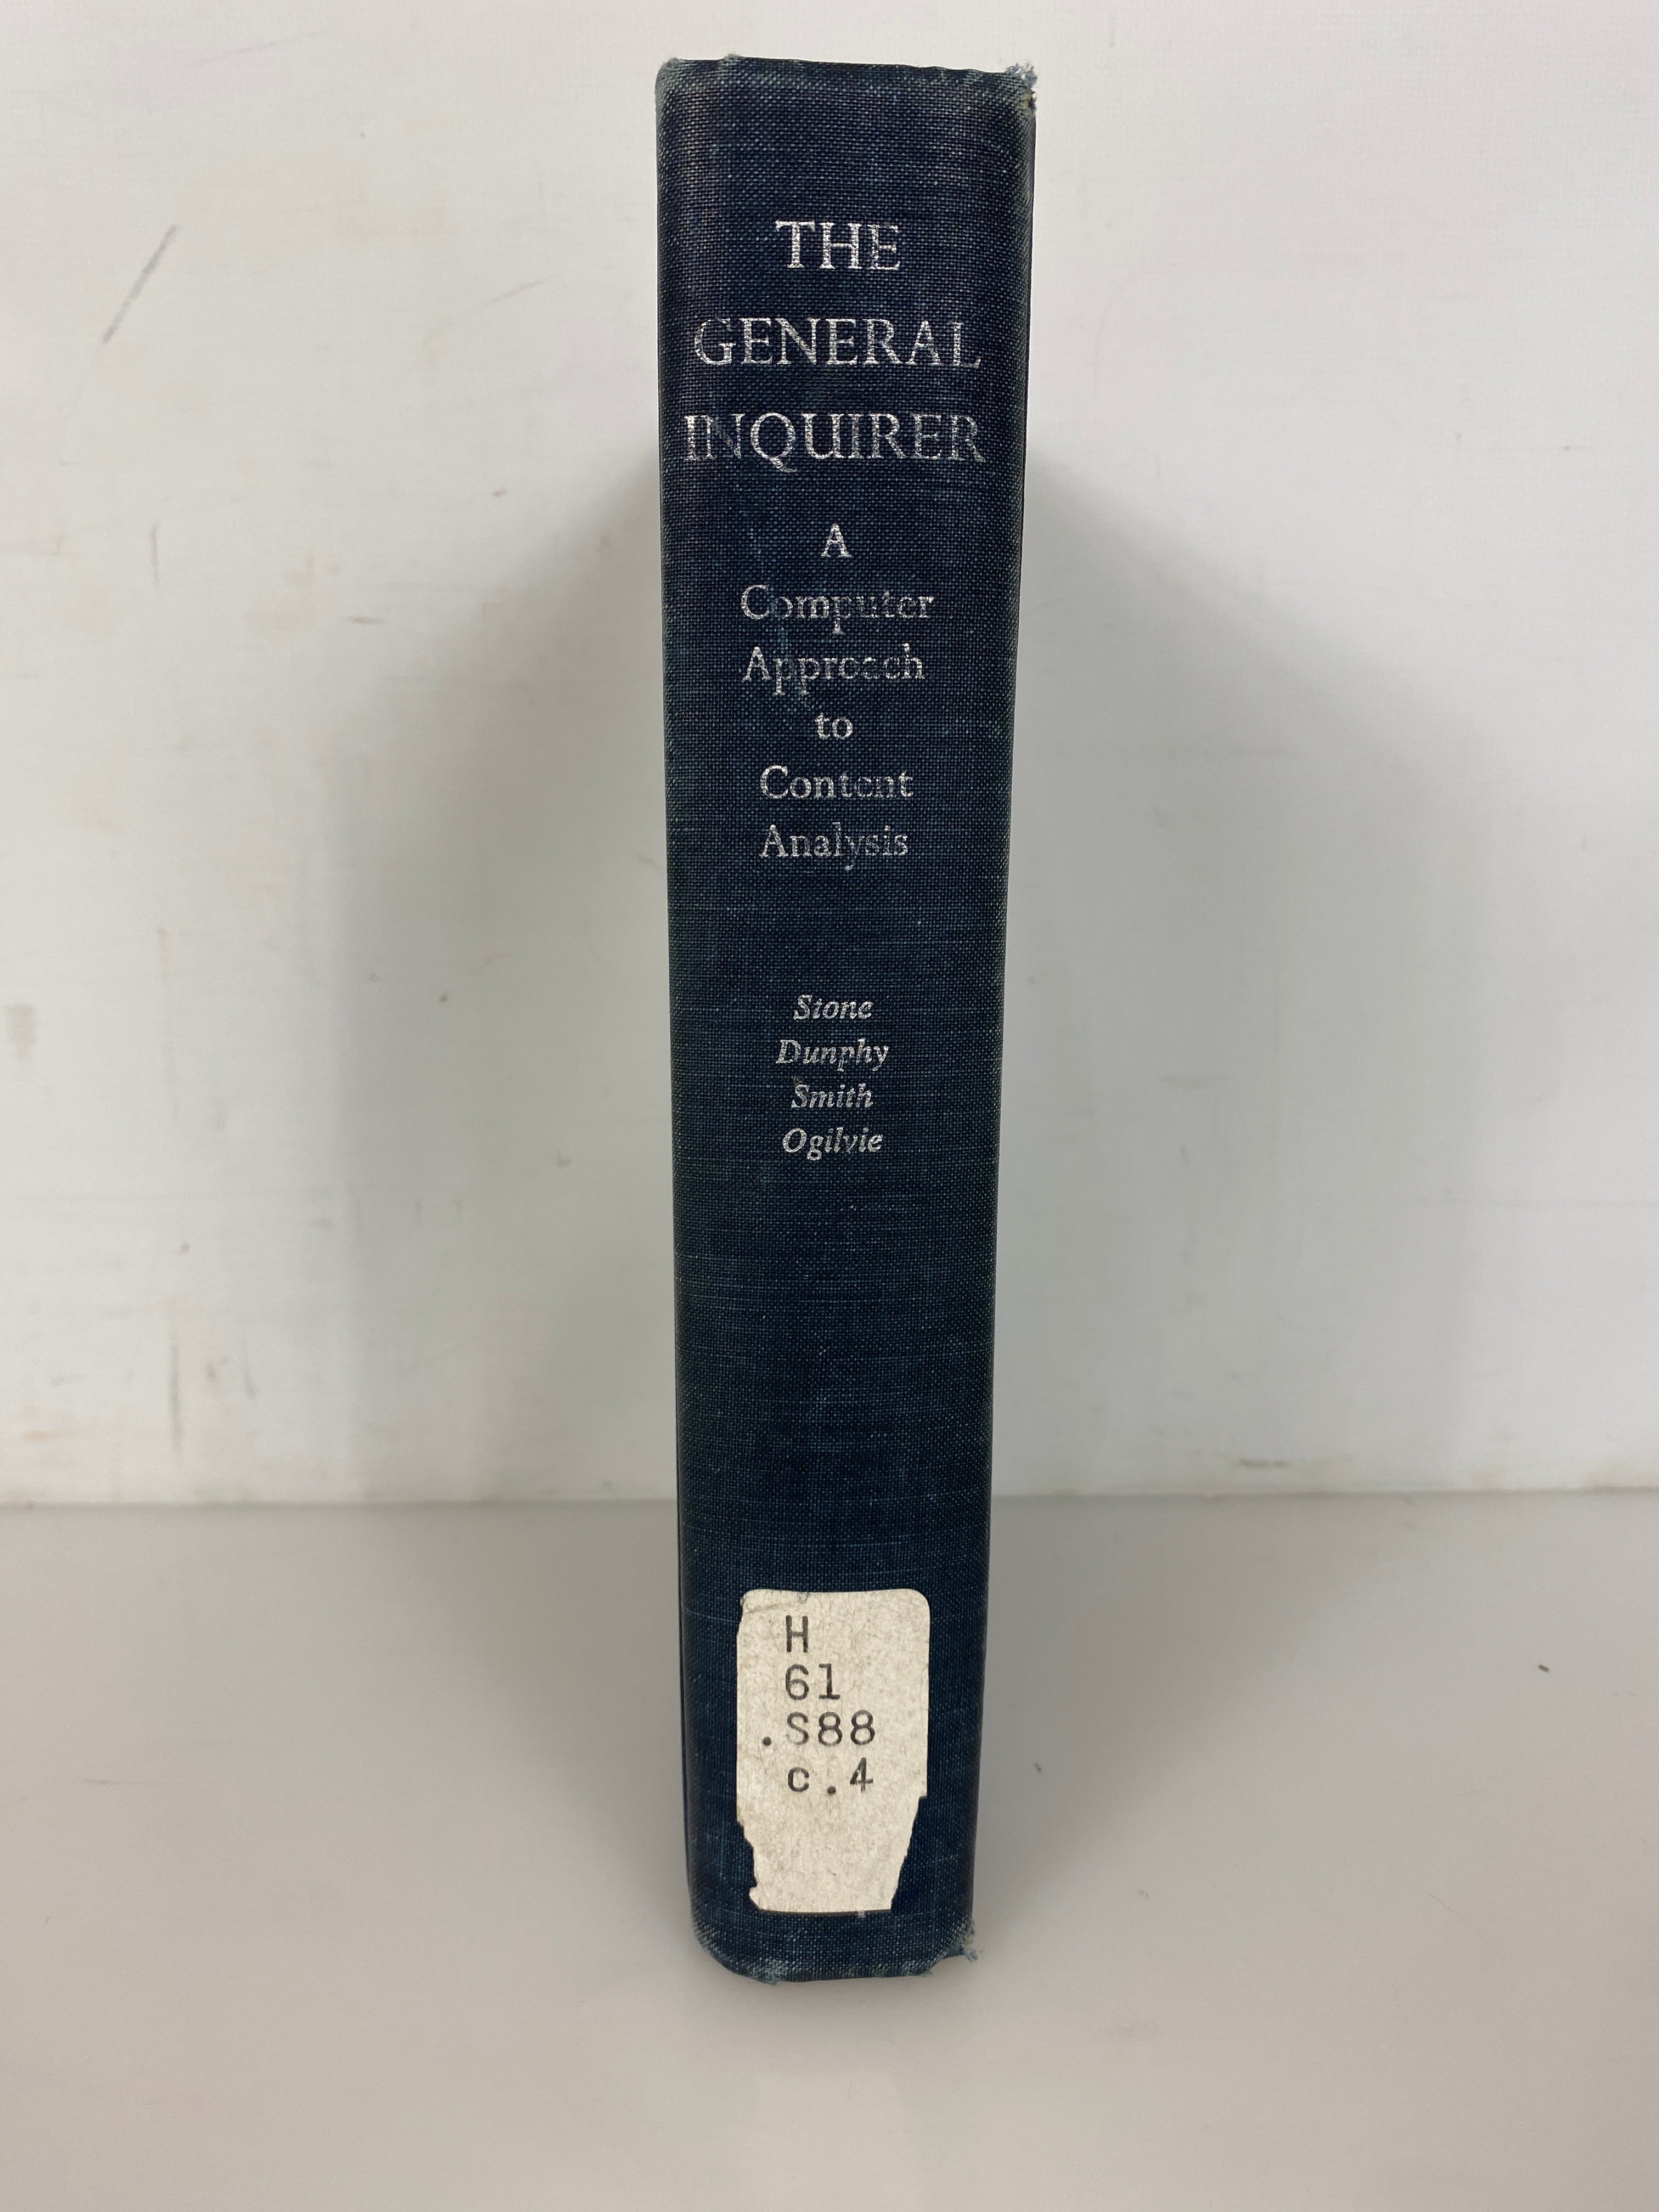 THE
GENERAL
INQUIRER
A
Computer
Approach
to
Content
Analysis
Stone
Dunphy
Smith
Ogilvie
H
61
.S88
c.4